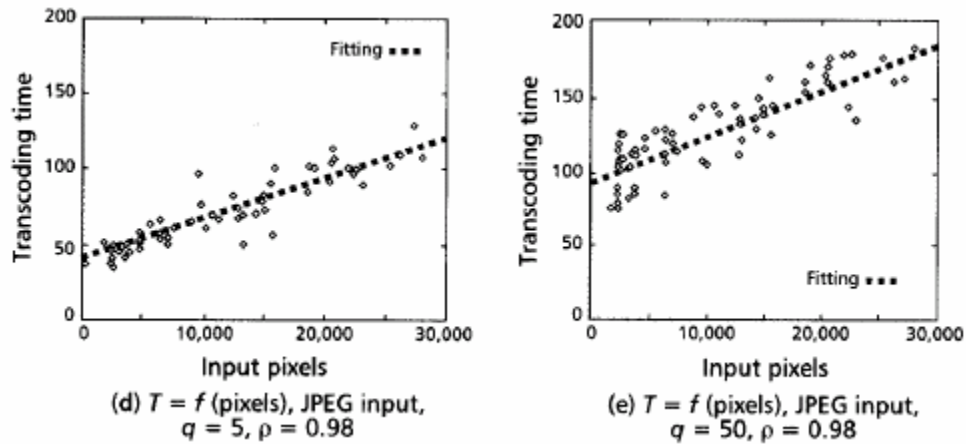 200
Fitting
150
100
50
0
Transcoding time
0 10,000 20,000 30,000
Input pixels
(d) T = f (pixels), JPEG input,
q = 5, ρ = 0.98
200
150
100
50
0
Transcoding time
Fitting
0 10,000 20,000 30,000
Input pixels
(e) T = f (pixels), JPEG input,
q = 50, ρ = 0.98